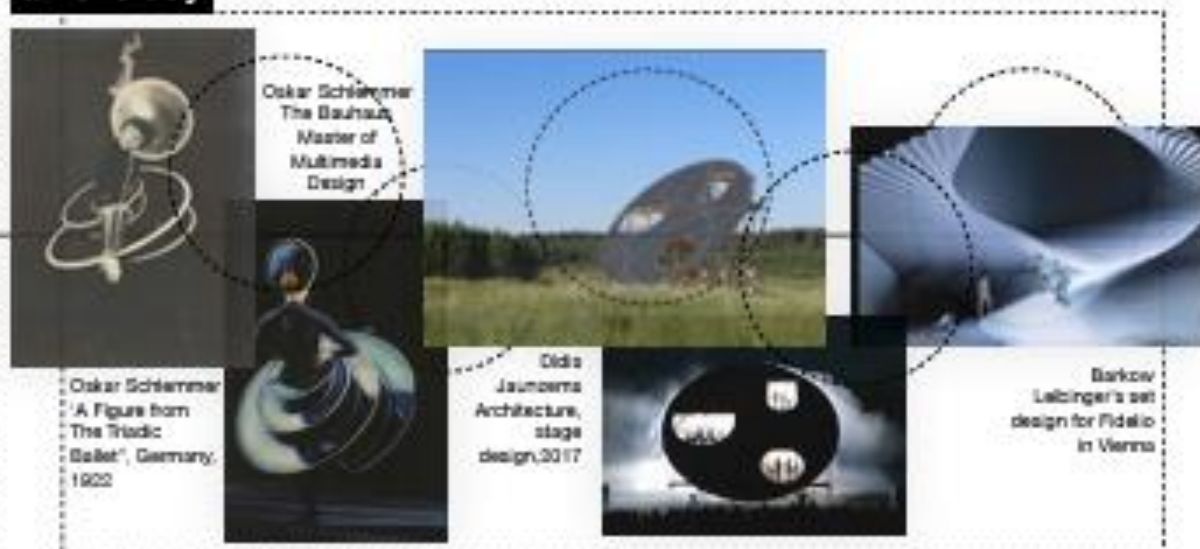 Oskar Schlemmer
The Bauhaus
Master of
Multimedia
Design
Oskar Schlemmer
'A Figure from
The Triadic
Ballet", Germany,
1922
Didis
Jaunzems
Architecture,
stage
design,2017
Barkow
Leibinger's set
design for Fidelio
in Vienna